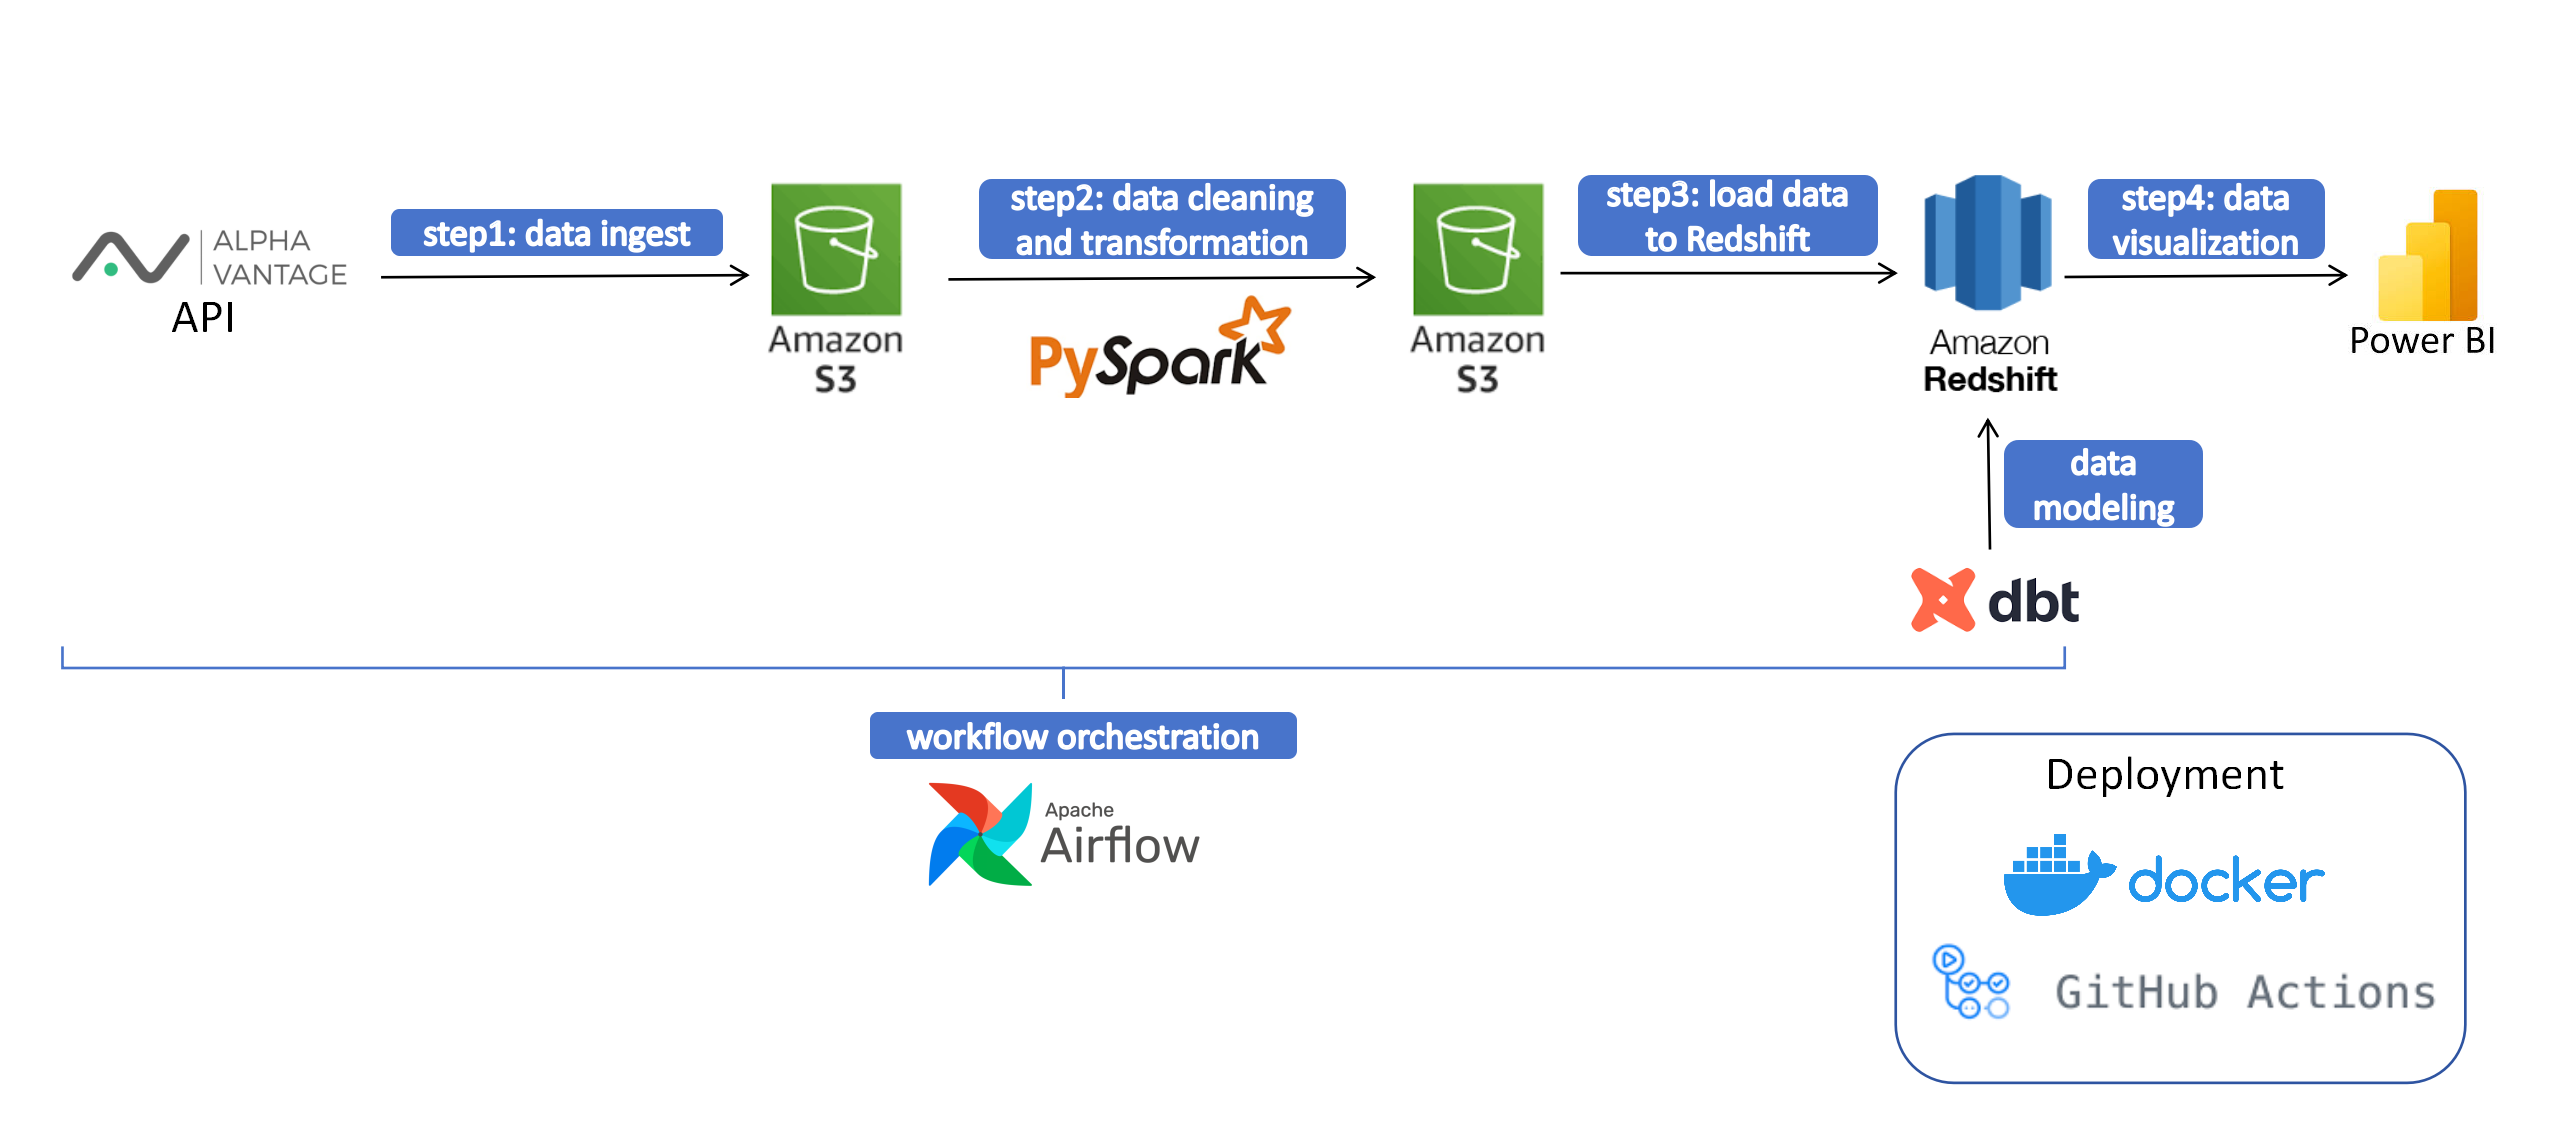 ALPHA
VANTAGE
API
step1: data ingest
Amazon
S3
step2: data cleaning
and transformation
PySpark
Amazon
S3
step3: load data
to Redshift
Amazon
Redshift
step4: data
visualization
Power BI
data
modeling
dbt
workflow orchestration
Apache
Airflow
Deployment
docker
GitHub Actions